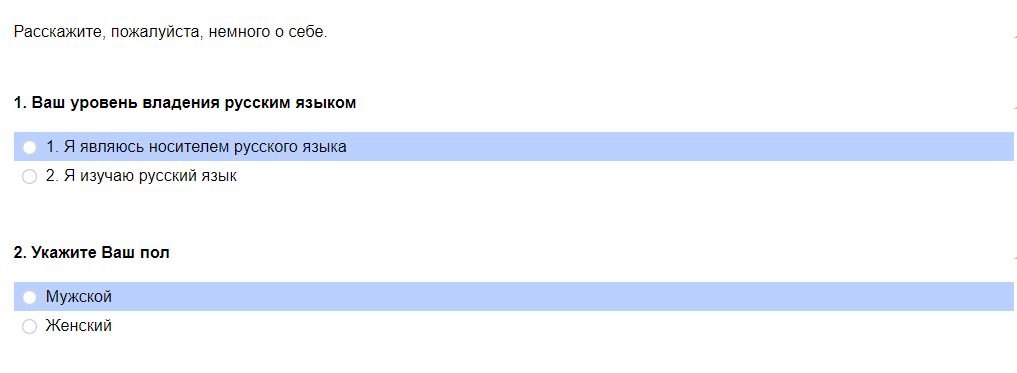 Расскажите, пожалуйста, немного о себе.
1. Ваш уровень владения русским языком
1. Я являюсь носителем русского языка
2. Я изучаю русский язык
2. Укажите Ваш пол
Мужской
Женский